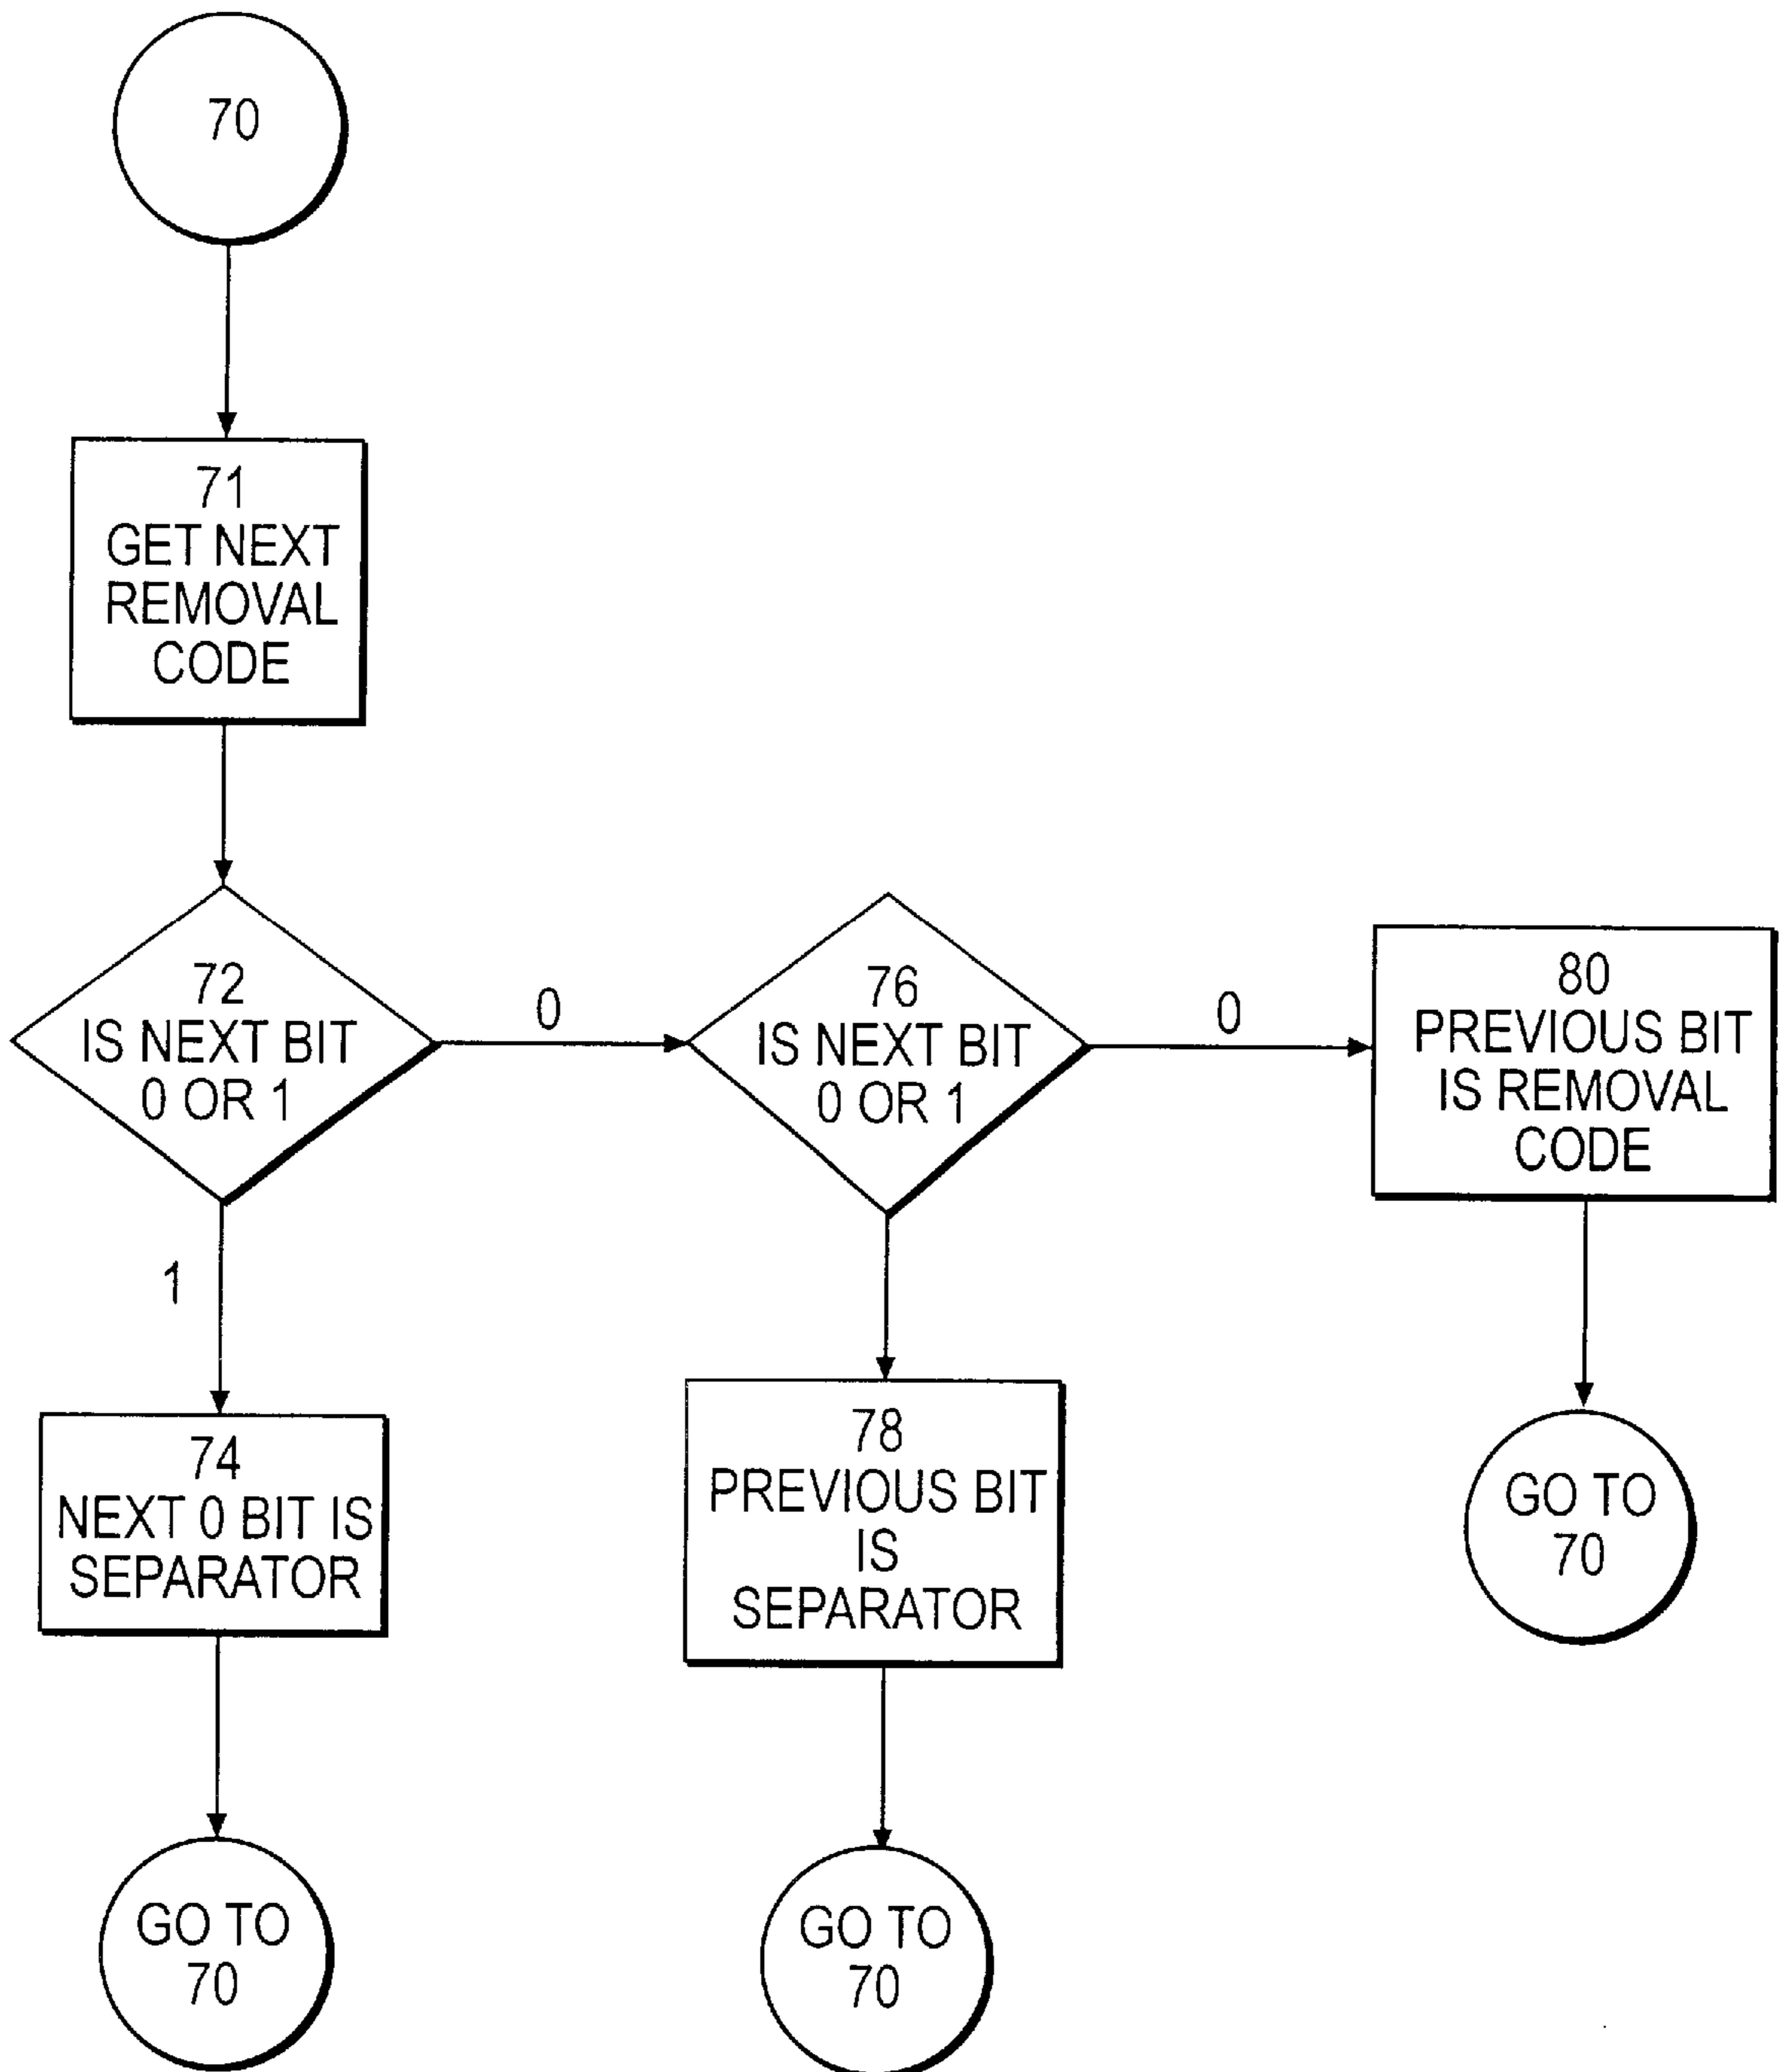 70
71
GET NEXT
REMOVAL
CODE
72
IS NEXT BIT
0 OR 1
0
76
IS NEXT BIT
0 OR 1
0
80
PREVIOUS BIT
IS REMOVAL
CODE
1
74
NEXT 0 BIT IS
SEPARATOR
78
PREVIOUS BIT
IS
SEPARATOR
GO TO
70
GO TO
70
GO TO
70